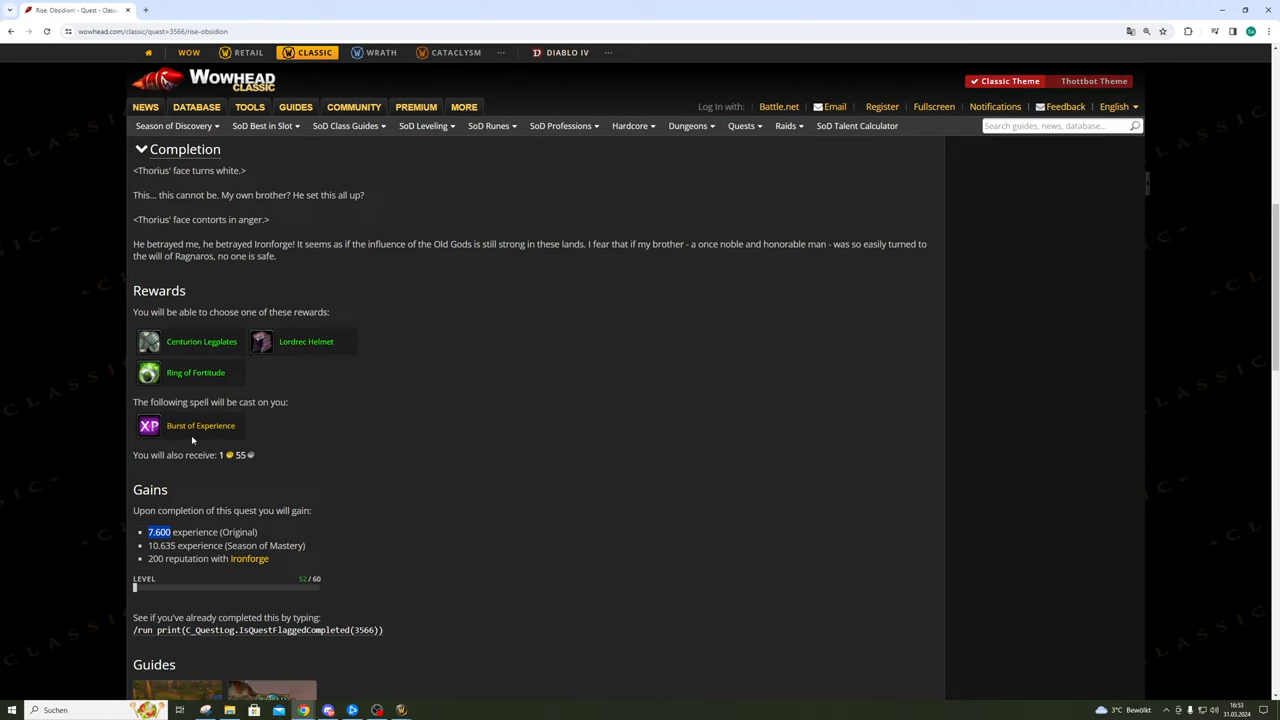 Rise, Obsidion! - Quest - Classi
wowhead.com/classic/quest=3566/rise-obsidion
WOW RETAIL CLASSIC WRATH CATACLYSM ... DIABLO IV ...
WOWHEAD CLASSIC
Classic Theme Thottbot Theme
NEWS DATABASE TOOLS GUIDES COMMUNITY PREMIUM MORE
Log In with: Battle.net Email Register Fullscreen Notifications Feedback English
Season of Discovery SoD Best in Slot SoD Class Guides SoD Leveling SoD Runes SoD Professions Hardcore Dungeons Quests Raids SoD Talent Calculator
Search guides, news, database...
Completion
<Thorius' face turns white.>
This... this cannot be. My own brother? He set this all up?
<Thorius' face contorts in anger.>
He betrayed me, he betrayed Ironforge! It seems as if the influence of the Old Gods is still strong in these lands. I fear that if my brother - a once noble and honorable man - was so easily turned to
the will of Ragnaros, no one is safe.
Rewards
You will be able to choose one of these rewards:
Centurion Legplates Lordrec Helmet
Ring of Fortitude
The following spell will be cast on you:
XP Burst of Experience
You will also receive: 1 55
Gains
Upon completion of this quest you will gain:
7.600 experience (Original)
10.635 experience (Season of Mastery)
200 reputation with Ironforge
LEVEL 52 / 60
See if you've already completed this by typing:
/run print(C_QuestLog.IsQuestFlaggedCompleted(3566))
Guides
Suchen
3°C Bewölkt
16:53
31.03.2024